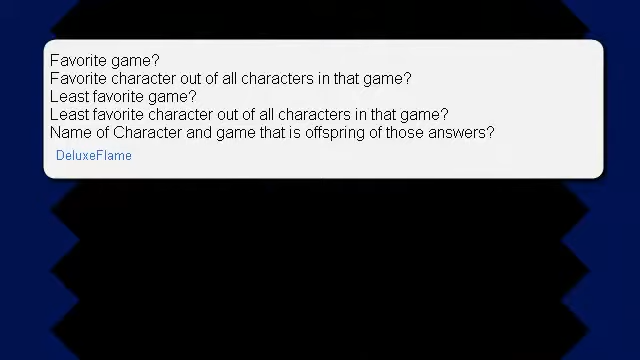 Favorite game?
Favorite character out of all characters in that game?
Least favorite game?
Least favorite character out of all characters in that game?
Name of Character and game that is offspring of those answers?
DeluxeFlame